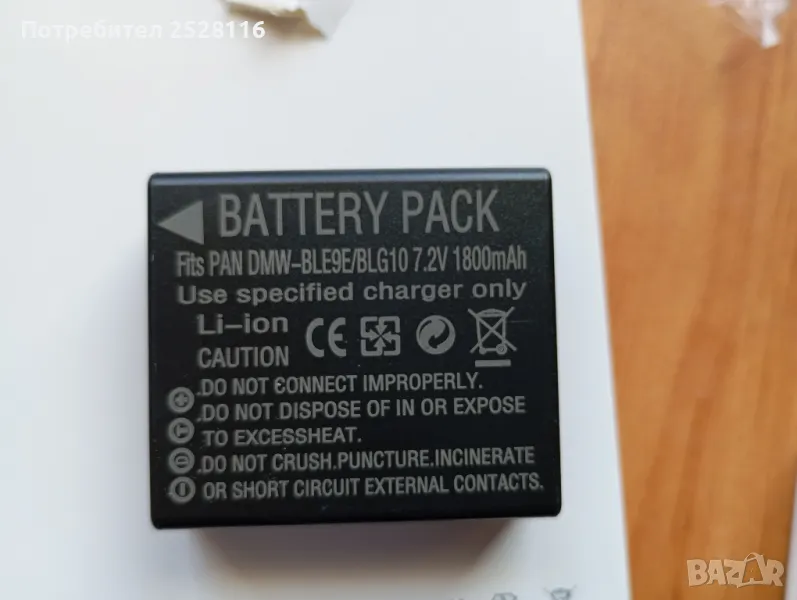 Потребител 2528116
BATTERY PACK
Fits PAN DMW-BLE9E/BLG10 7.2V 1800mAh
Use specified charger only
Li-ion
CE
CAUTION
.DO NOT CONNECT IMPROPERLY.
.DO NOT DISPOSE OF IN OR EXPOSE
TO EXCESSHEAT.
.DO NOT CRUSH.PUNCTURE.INCINERATE
OR SHORT CIRCUIT EXTERNAL CONTACTS.
BAZAR